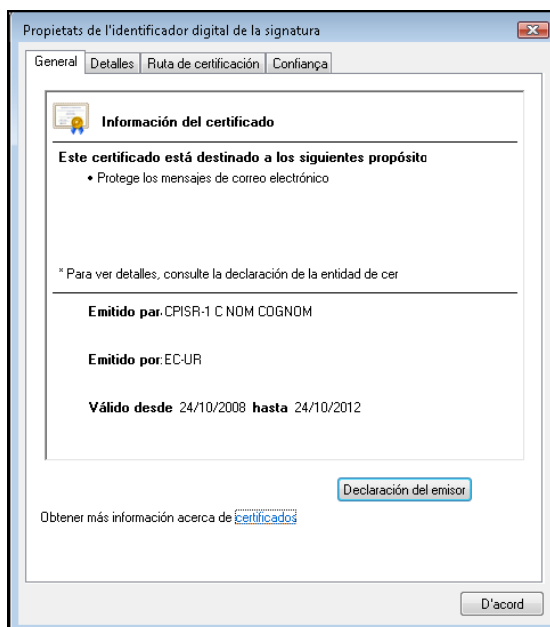 Propietats de l'identificador digital de la signatura
General Detalles Ruta de certificación Confiança
Información del certificado
Este certificado está destinado a los siguientes propósito
• Protege los mensajes de correo electrónico
* Para ver detalles, consulte la declaración de la entidad de cer
Emitido par CPISR-1 C NOM COGNOM
Emitido por: EC-UR
Válido desde 24/10/2008 hasta 24/10/2012
Declaración del emisor
Obtener más información acerca de certificados
D'acord